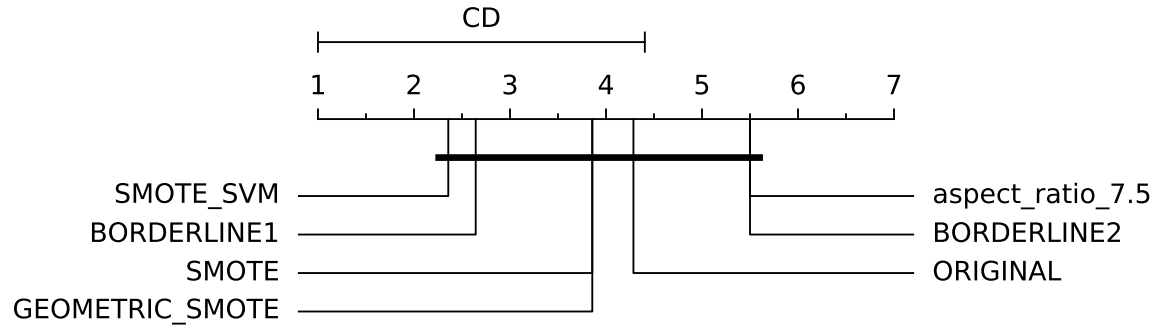 CD
1 2 3 4 5 6 7
SMOTE_SVM
aspect_ratio_7.5
BORDERLINE1
BORDERLINE2
SMOTE
ORIGINAL
GEOMETRIC_SMOTE